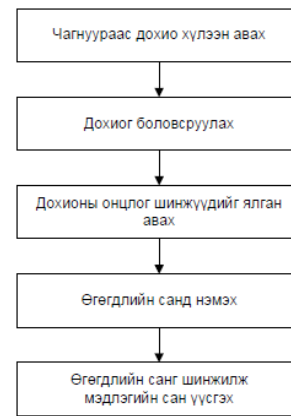 Чагнуураас дохио хүлээн авах
Дохиог боловсруулах
Дохионы онцлог шинжүүдийг ялган
авах
Өгөгдлийн санд нэмэх
Өгөгдлийн санг шинжилж
мэдлэгийн сан үүсгэх